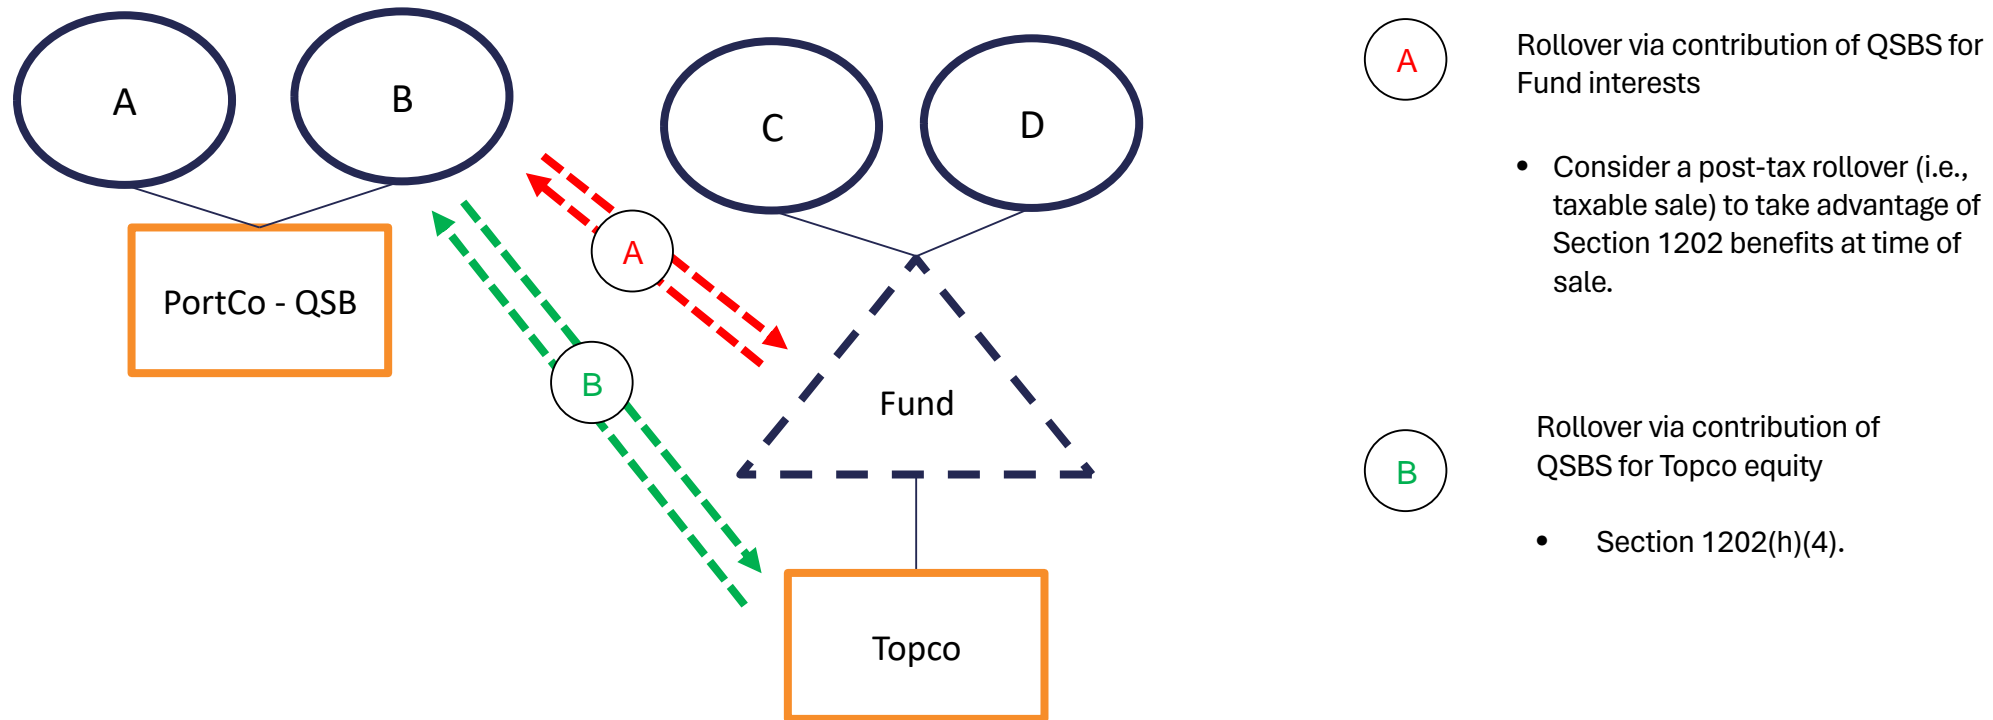 A
B
C
D
PortCo - QSB
A
B
Fund
Topco
A
Rollover via contribution of QSBS for
Fund interests
• Consider a post-tax rollover (i.e.,
taxable sale) to take advantage of
Section 1202 benefits at time of
sale.
B
Rollover via contribution of
QSBS for Topco equity
• Section 1202(h)(4).